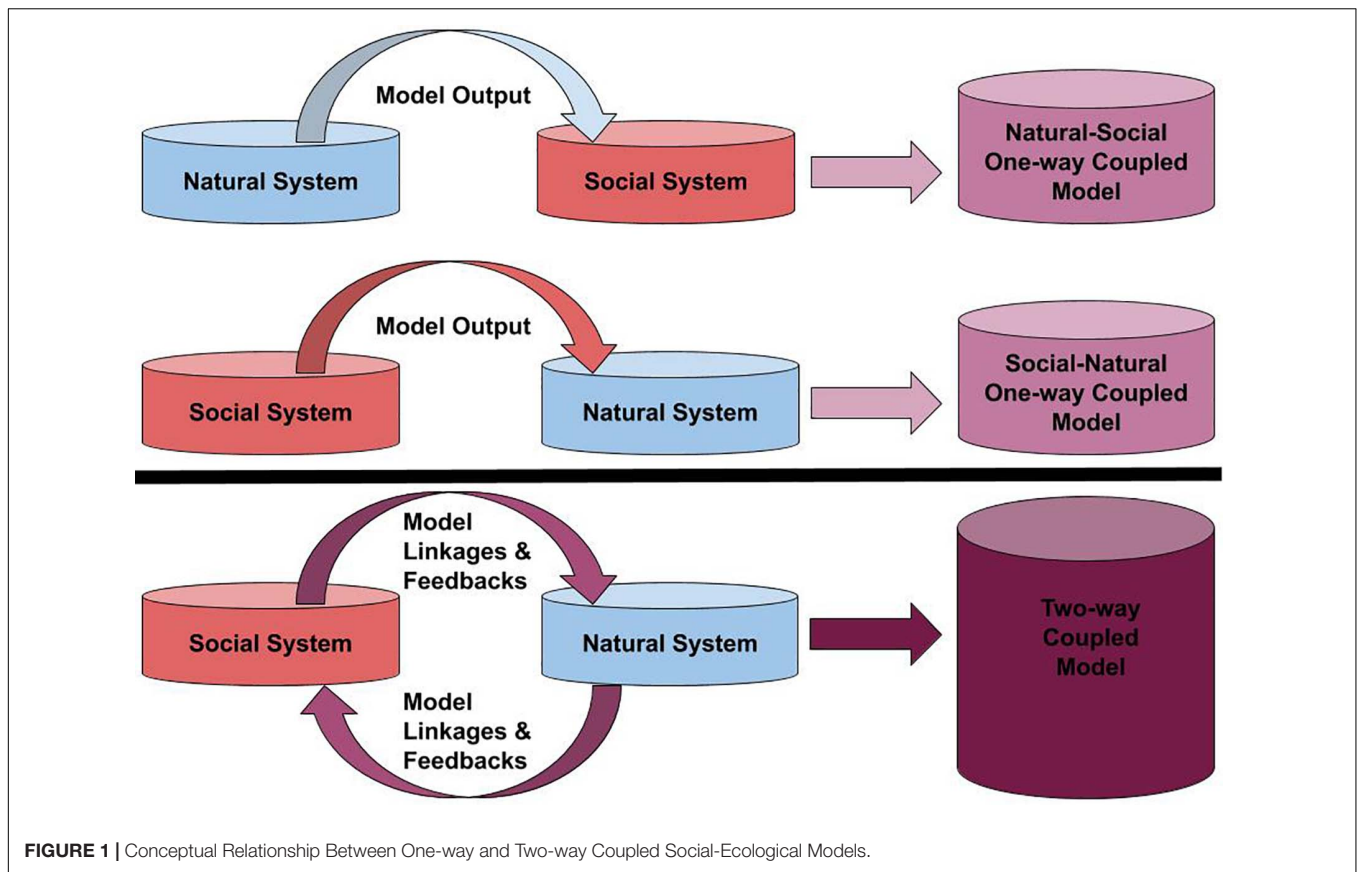 Model Output
Natural System
Social System
Natural-Social
One-way Coupled
Model
Model Output
Social System
Natural System
Social-Natural
One-way Coupled
Model
Model
Linkages &
Feedbacks
Social System
Natural System
Two-way
Coupled
Model
Model
Linkages &
Feedbacks
FIGURE 1 | Conceptual Relationship Between One-way and Two-way Coupled Social-Ecological Models.